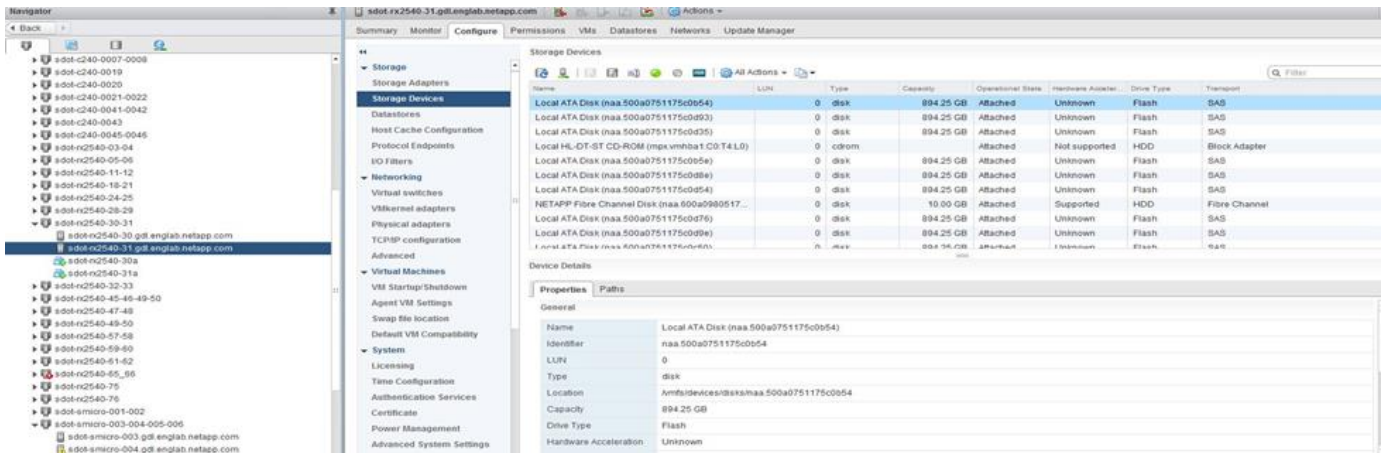 Navigator
Back
sdot-c240-0007-0008
sdot-c240-0019
sdot-c240-0020
sdot-c240-0021-0022
sdot-c240-0041-0042
sdot-c240-0043
sdot-c240-0045-0046
sdot-rx2540-03-04
sdot-rx2540-05-06
sdot-rx2540-11-12
sdot-rx2540-18-21
sdot-rx2540-24-25
sdot-rx2540-28-29
sdot-rx2540-30-31
sdot-rx2540-30.gdl.englab.netapp.com
sdot-rx2540-31.gdl.englab.netapp.com
sdot-rx2540-30a
sdot-rx2540-31a
sdot-rx2540-32-33
sdot-rx2540-45-46-49-50
sdot-rx2540-47-48
sdot-rx2540-49-50
sdot-rx2540-57-58
sdot-rx2540-59-60
sdot-rx2540-61-62
sdot-rx2540-65_66
sdot-rx2540-75
sdot-rx2540-76
sdot-smicro-001-002
sdot-smicro-003-004-005-006
sdot-smicro-003.gdl.englab.netapp.com
sdot-smicro-004.gdl.englab.netapp.com
sdot-rx2540-31.gdl.englab.netapp.com Actions
Summary Monitor Configure Permissions VMs Datastores Networks Update Manager
Storage
Storage Adapters
Storage Devices
Datastores
Host Cache Configuration
Protocol Endpoints
I/O Filters
Networking
Virtual switches
VMkernel adapters
Physical adapters
TCP/IP configuration
Advanced
Virtual Machines
VM Startup/Shutdown
Agent VM Settings
Swap file location
Default VM Compatibility
System
Licensing
Time Configuration
Authentication Services
Certificate
Power Management
Advanced System Settings
Storage Devices
All Actions Filter
Name LUN Type Capacity Operational State Hardware Acceler... Drive Type Transport
Local ATA Disk (naa.500a0751175c0b54) 0 disk 894.25 GB Attached Unknown Flash SAS
Local ATA Disk (naa.500a0751175c0d93) 0 disk 894.25 GB Attached Unknown Flash SAS
Local ATA Disk (naa.500a0751175c0d35) 0 disk 894.25 GB Attached Unknown Flash SAS
Local HL-DT-ST CD-ROM (mpx.vmhba1:C0:T4:L0) 0 cdrom Attached Not supported HDD Block Adapter
Local ATA Disk (naa.500a0751175c0b5e) 0 disk 894.25 GB Attached Unknown Flash SAS
Local ATA Disk (naa.500a0751175c0d8e) 0 disk 894.25 GB Attached Unknown Flash SAS
Local ATA Disk (naa.500a0751175c0d54) 0 disk 894.25 GB Attached Unknown Flash SAS
NETAPP Fibre Channel Disk (naa.600a0980517... 0 disk 10.00 GB Attached Supported HDD Fibre Channel
Local ATA Disk (naa.500a0751175c0d76) 0 disk 894.25 GB Attached Unknown Flash SAS
Local ATA Disk (naa.500a0751175c0d9e) 0 disk 894.25 GB Attached Unknown Flash SAS
Local ATA Disk 0 disk 894.25 GB Attached Unknown Flash SAS
Device Details
Properties Paths
General
Name Local ATA Disk (naa.500a0751175c0b54)
Identifier naa.500a0751175c0b54
LUN 0
Type disk
Location /vmfs/devices/disks/naa.500a0751175c0b54
Capacity 894.25 GB
Drive Type Flash
Hardware Acceleration Unknown